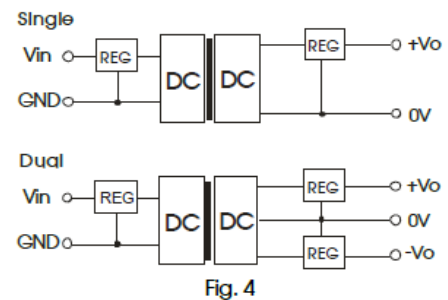 Single
Vin REG DC DC REG +Vo
GND 0V
Dual
Vin REG DC DC REG +Vo
0V
GND REG -Vo
Fig. 4